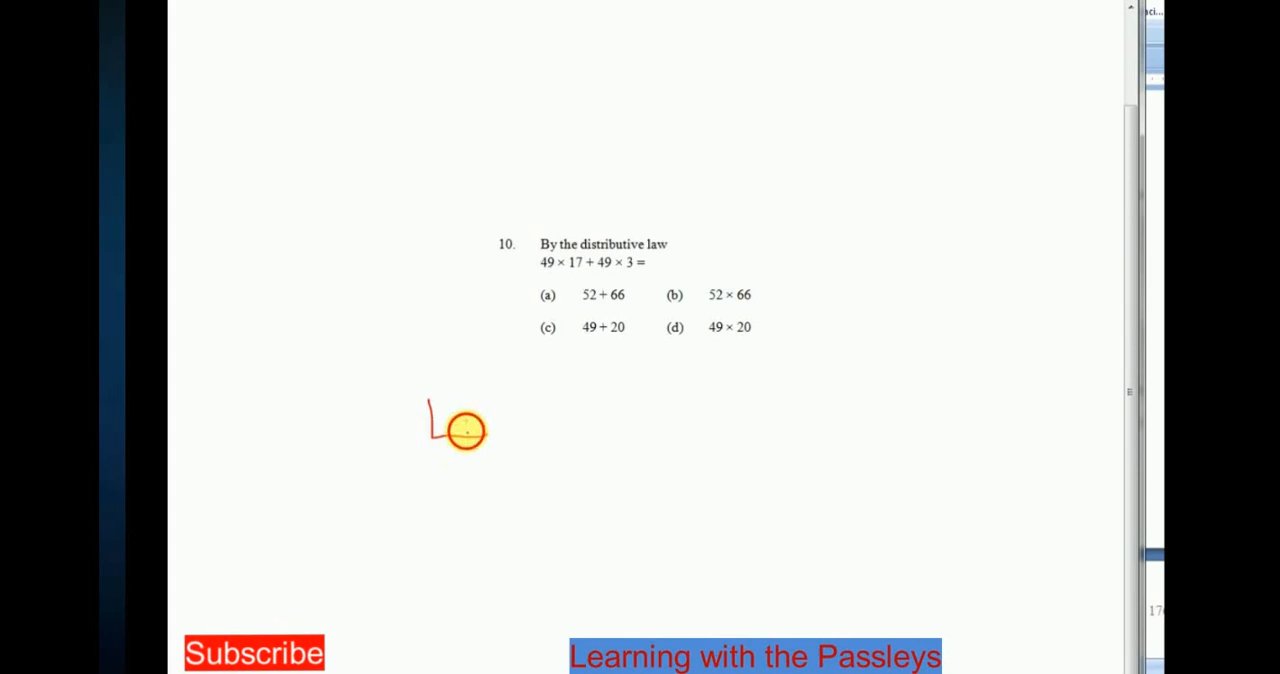 aci...
10. By the distributive law
49 × 17 + 49 × 3 =
(a) 52 + 66 (b) 52 × 66
(c) 49 + 20 (d) 49 × 20
Subscribe
Learning with the Passleys